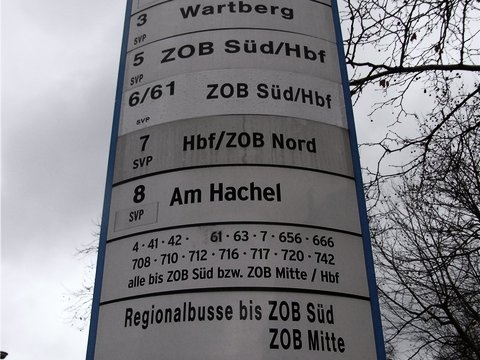 3 Wartberg
SVP
5 ZOB Süd/Hbf
SVP
6/61 ZOB Süd/Hbf
SVP
7 Hbf/ZOB Nord
SVP
8 Am Hachel
SVP
4 · 41 · 42 · 61 · 63 · 7 · 656 · 666
708 · 710 · 712 · 716 · 717 · 720 · 742
alle bis ZOB Süd bzw. ZOB Mitte / Hbf
Regionalbusse bis ZOB Süd
ZOB Mitte